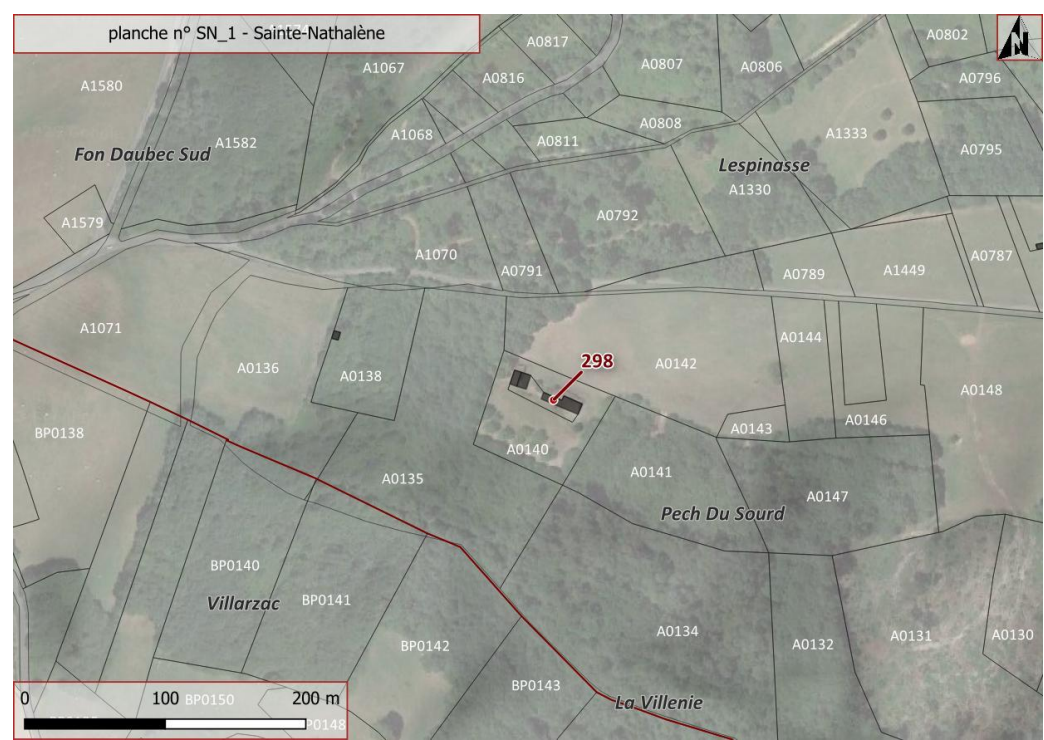 planche n° SN_1 - Sainte-Nathalène
N
A0817
A0802
A1067
A0816
A0807
A0806
A0796
A1580
A1068
A0808
A1333
A1582
A0811
A0795
Fon Daubec Sud
Lespinasse
A1330
A1579
A0792
A1070
A0791
A0789
A1449
A0787
A1071
A0144
A0136
A0138
298
A0142
A0148
BP0138
A0140
A0143
A0146
A0135
A0141
A0147
Pech Du Sourd
BP0140
Villarzac
BP0141
BP0142
A0134
A0132
A0131
A0130
BP0143
La Villenie
0 100 200 m
BP0150
BP0148